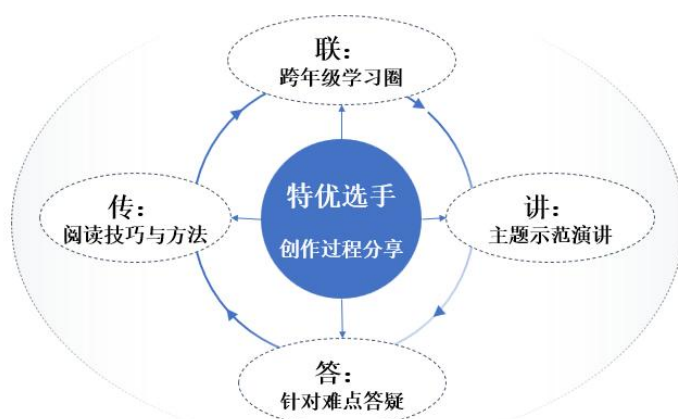 联：
跨年级学习圈
特优选手
创作过程分享
传：
阅读技巧与方法
讲：
主题示范演讲
答：
针对难点答疑